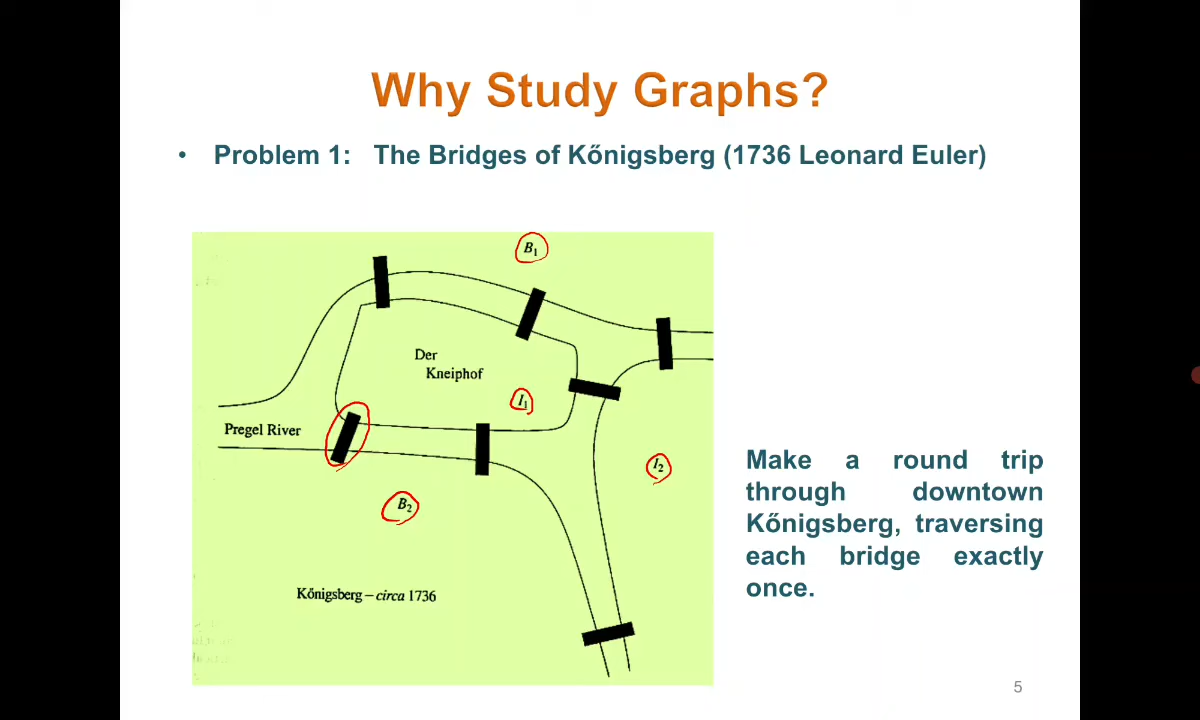 Why Study Graphs?
• Problem 1: The Bridges of Kőnigsberg (1736 Leonard Euler)
B1
Der
Kneiphof
I1
Pregel River
I2
B2
Kőnigsberg – circa 1736
Make a round trip
through downtown
Kőnigsberg, traversing
each bridge exactly
once.
5